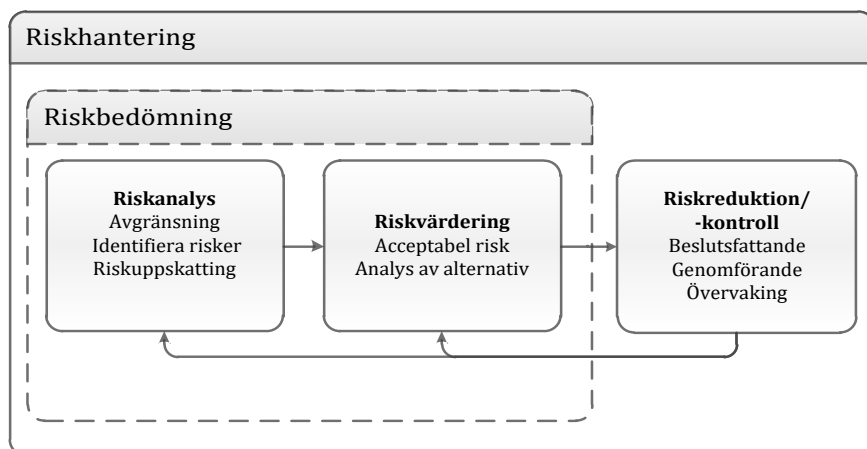 Riskhantering
Riskbedömning
Riskanalys
Avgränsning
Identifiera risker
Riskuppskatting
Riskvärdering
Acceptabel risk
Analys av alternativ
Riskreduktion/
-kontroll
Beslutsfattande
Genomförande
Övervaking